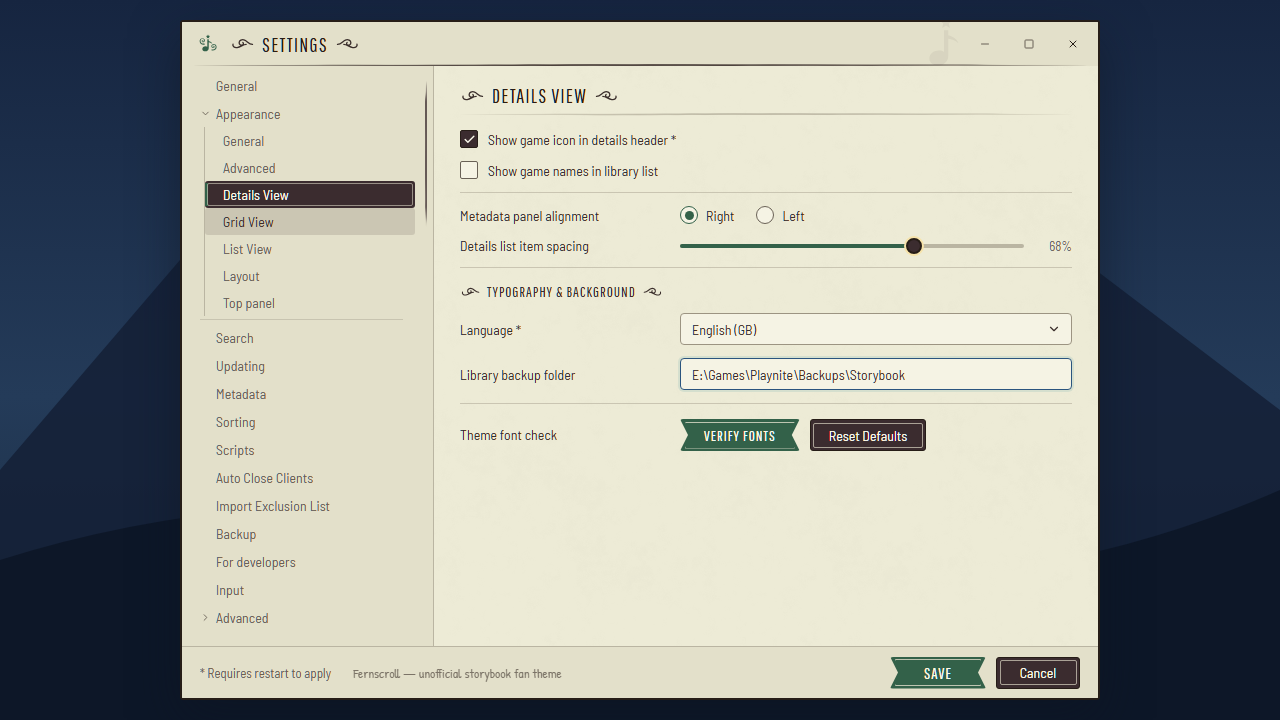 SETTINGS
General
Appearance
General
Advanced
Details View
Grid View
List View
Layout
Top panel
Search
Updating
Metadata
Sorting
Scripts
Auto Close Clients
Import Exclusion List
Backup
For developers
Input
Advanced
DETAILS VIEW
Show game icon in details header *
Show game names in library list
Metadata panel alignment Right Left
Details list item spacing 68%
TYPOGRAPHY & BACKGROUND
Language * English (GB)
Library backup folder E:\Games\Playnite\Backups\Storybook
Theme font check VERIFY FONTS Reset Defaults
* Requires restart to apply Fernscroll — unofficial storybook fan theme SAVE Cancel